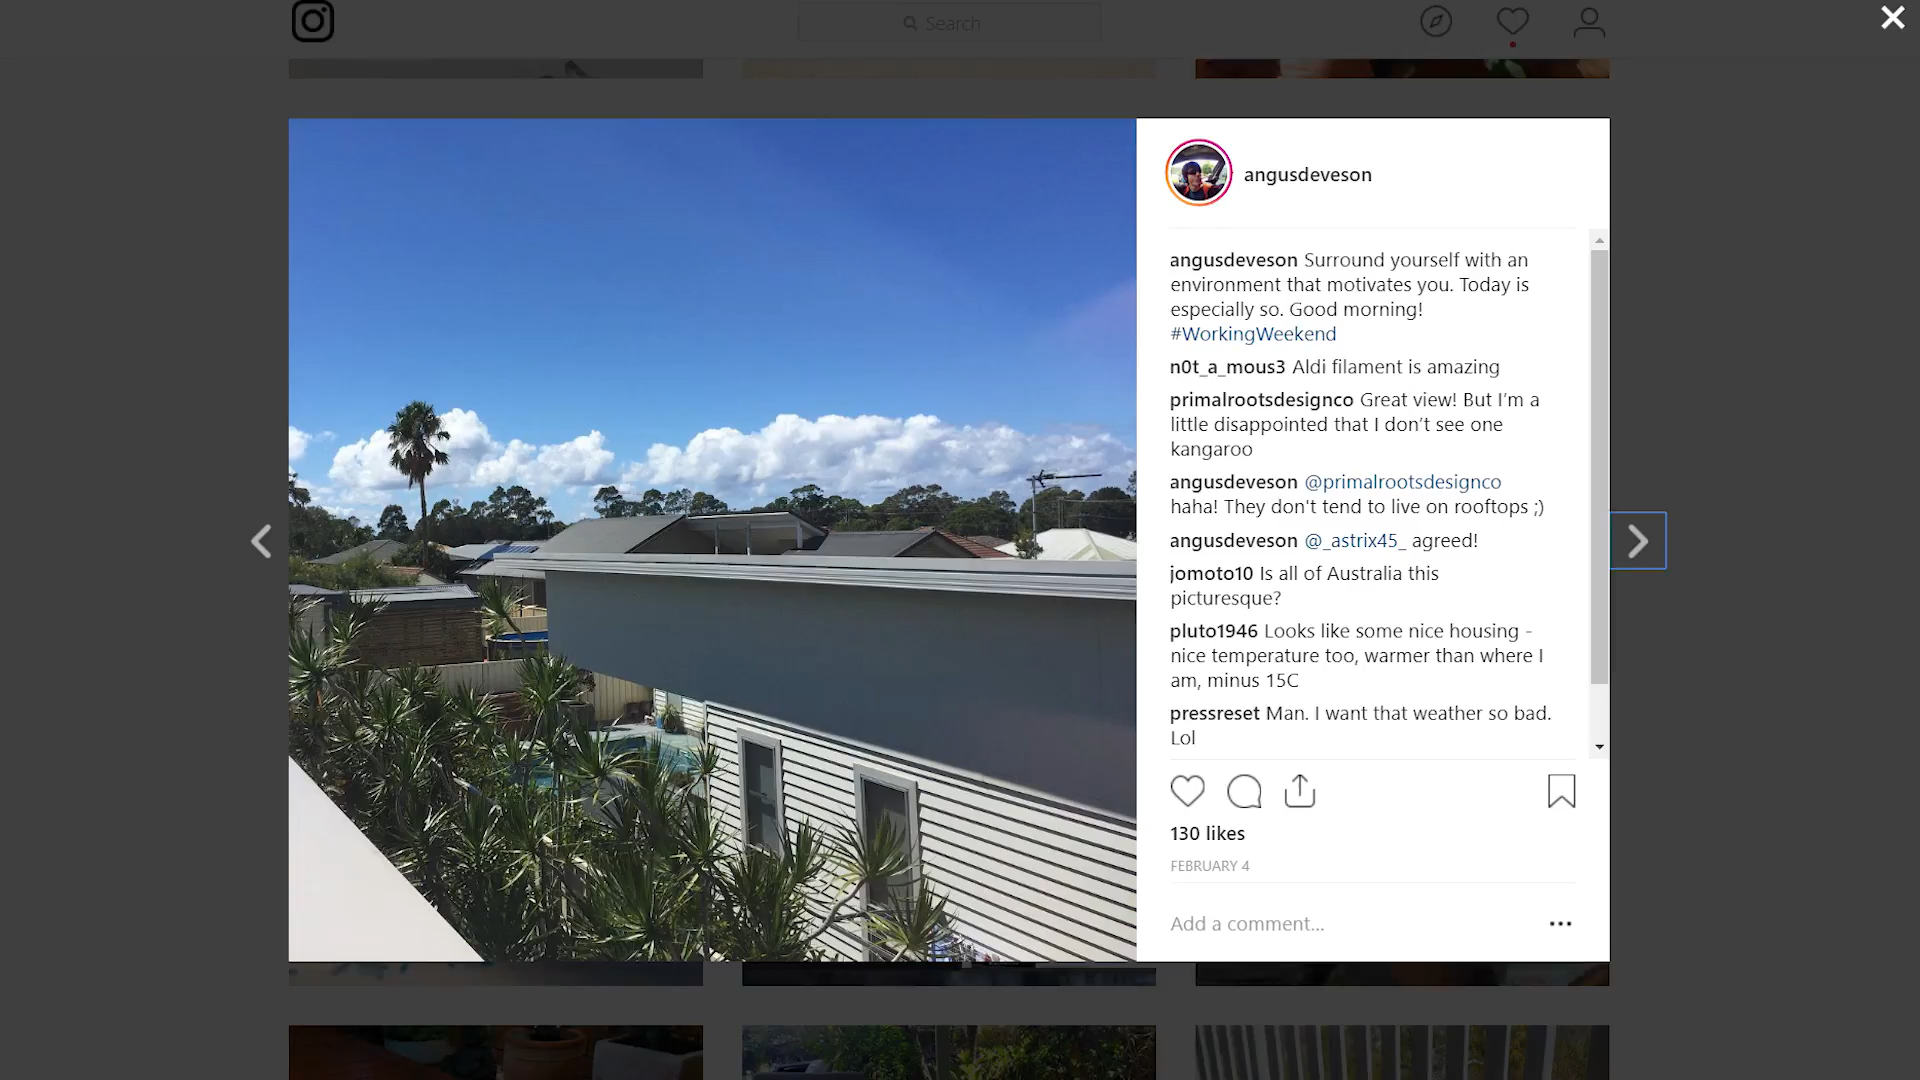 Search
angusdeveson
angusdeveson Surround yourself with an
environment that motivates you. Today is
especially so. Good morning!
#WorkingWeekend
n0t_a_mous3 Aldi filament is amazing
primalrootsdesignco Great view! But I’m a
little disappointed that I don’t see one
kangaroo
angusdeveson @primalrootsdesignco
haha! They don't tend to live on rooftops ;)
angusdeveson @_astrix45_ agreed!
jomoto10 Is all of Australia this
picturesque?
pluto1946 Looks like some nice housing -
nice temperature too, warmer than where I
am, minus 15C
pressreset Man. I want that weather so bad.
Lol
130 likes
FEBRUARY 4
Add a comment...